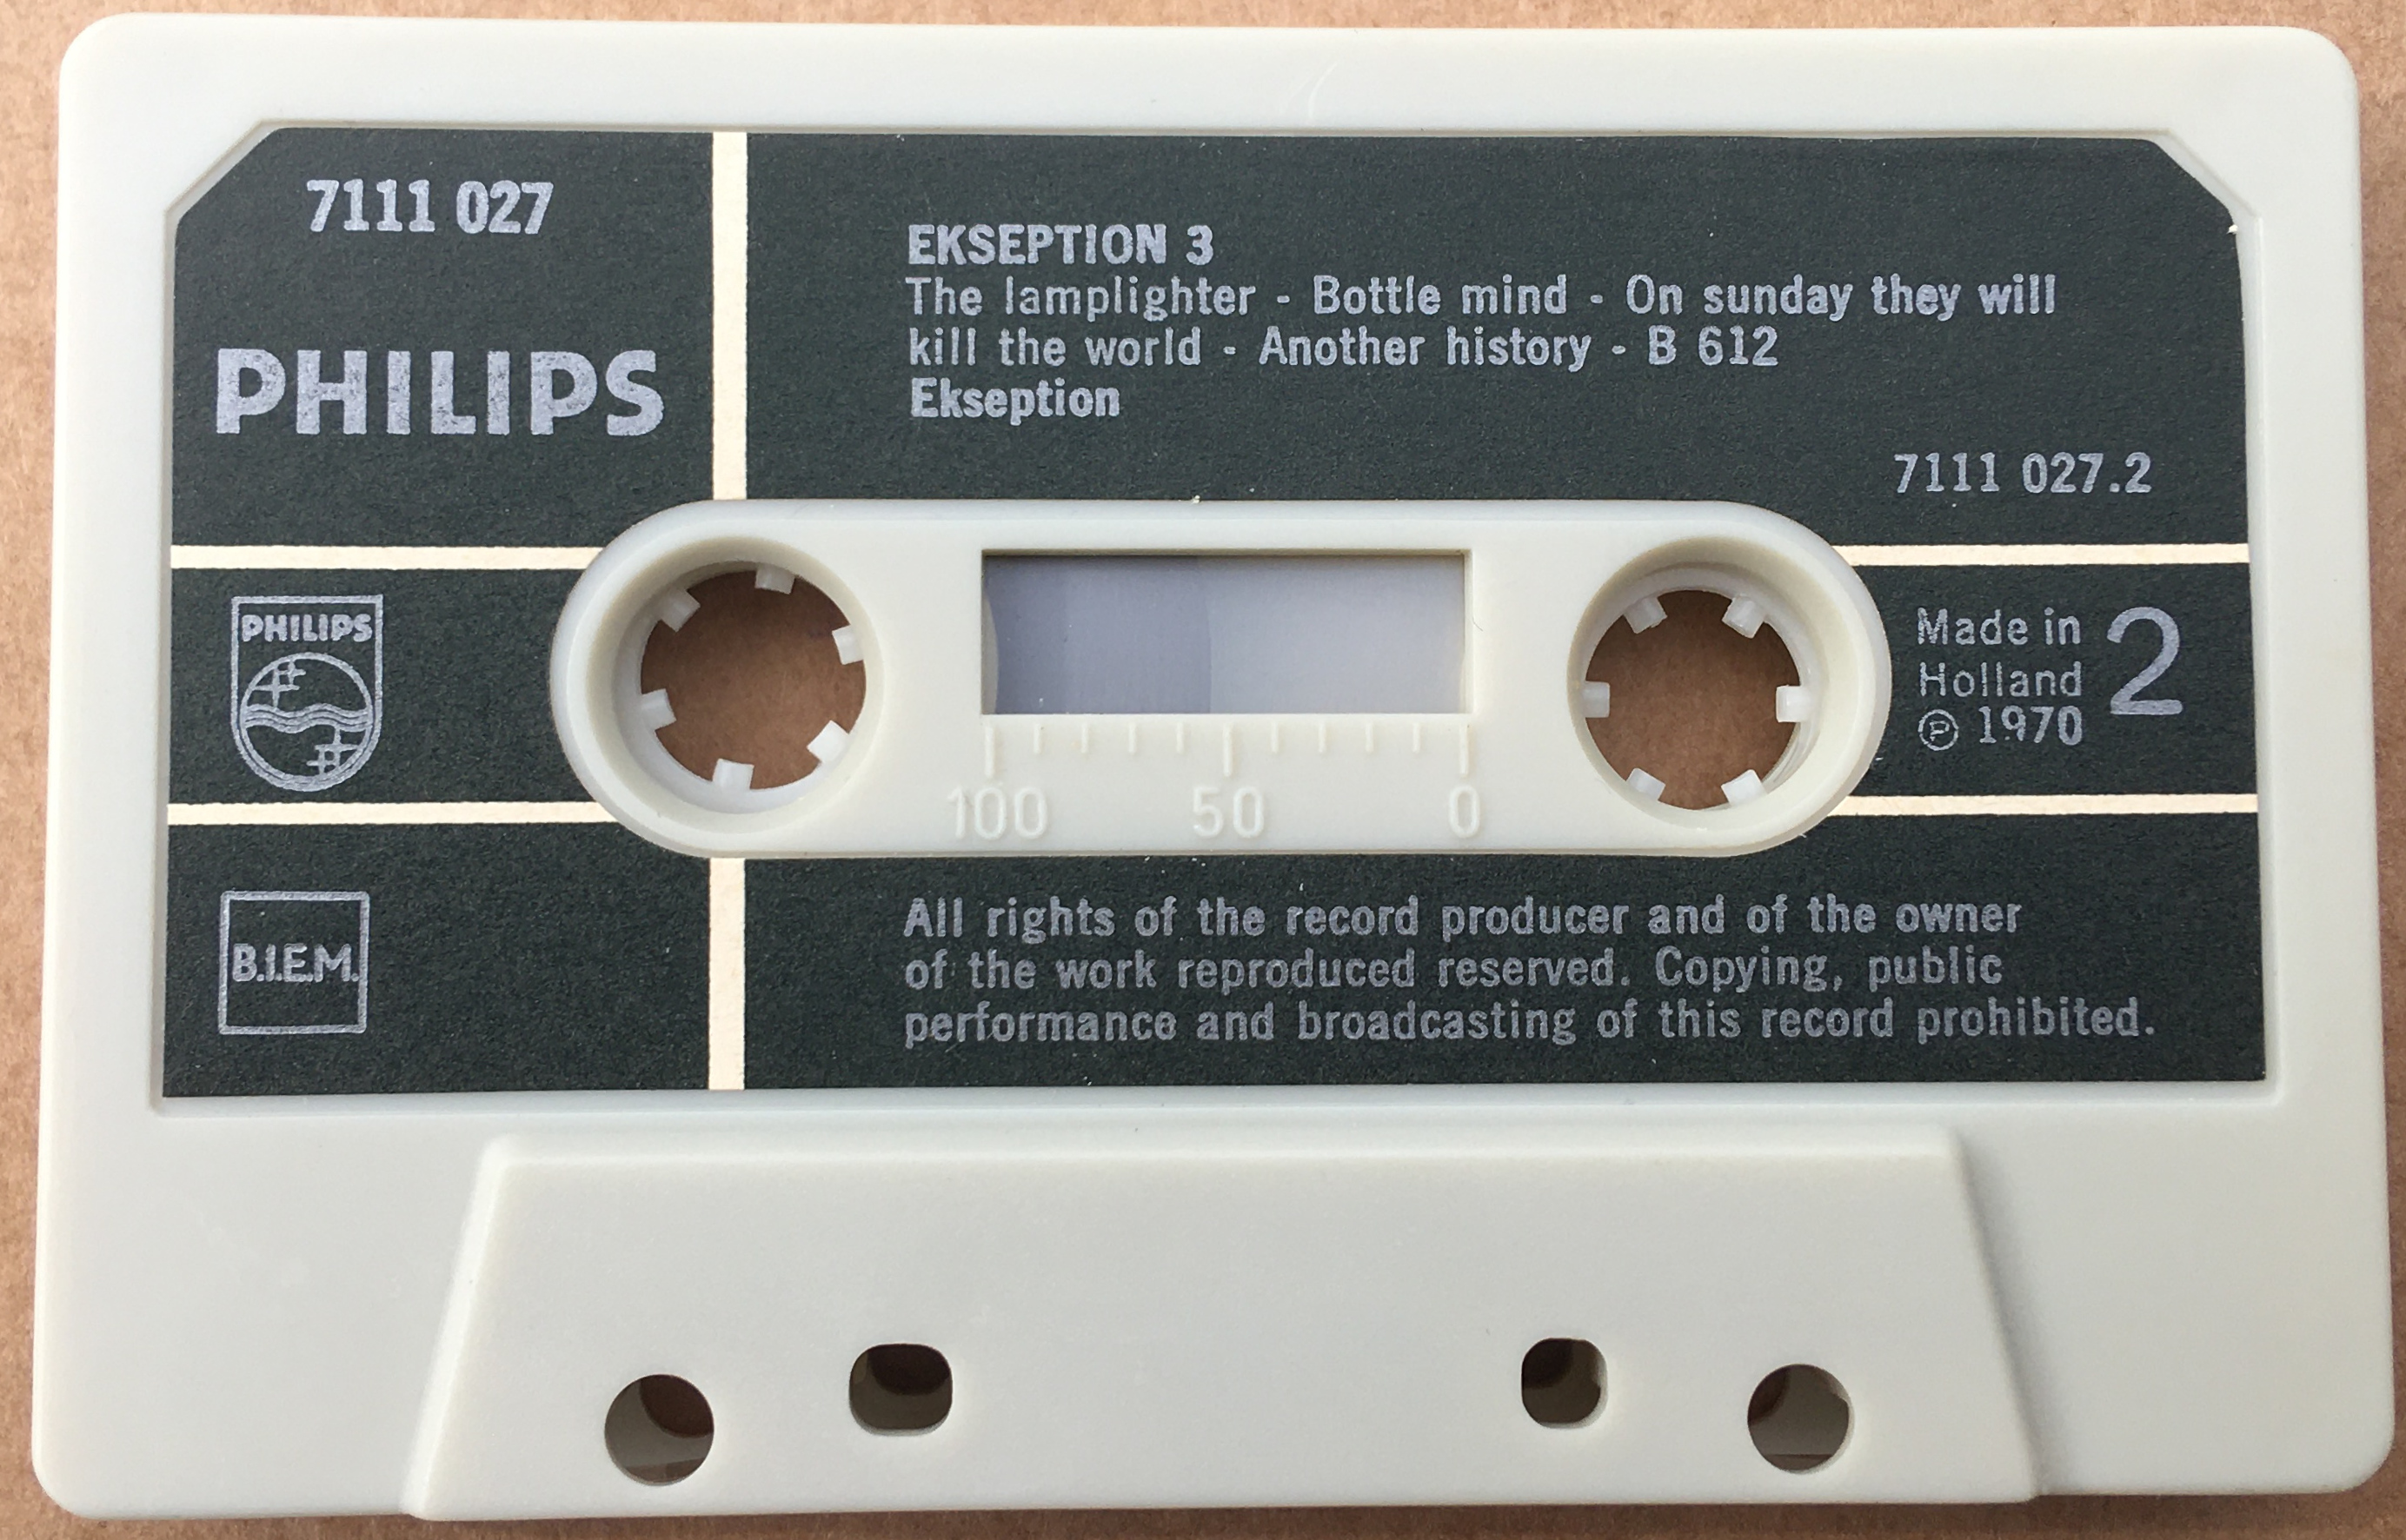 7111 027
PHILIPS
EKSEPTION 3
The lamplighter - Bottle mind - On sunday they will
kill the world - Another history - B 612
Ekseption
7111 027.2
PHILIPS
Made in
Holland
℗ 1970
2
100 50 0
B.I.E.M.
All rights of the record producer and of the owner
of the work reproduced reserved. Copying, public
performance and broadcasting of this record prohibited.